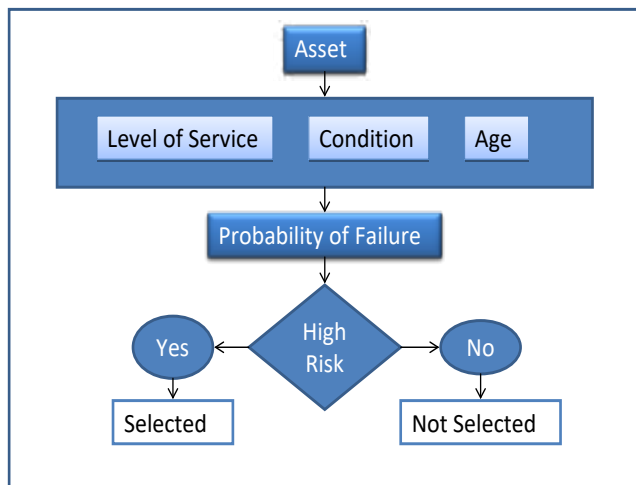 Asset
Level of Service Condition Age
Probability of Failure
High
Risk
Yes
No
Selected
Not Selected